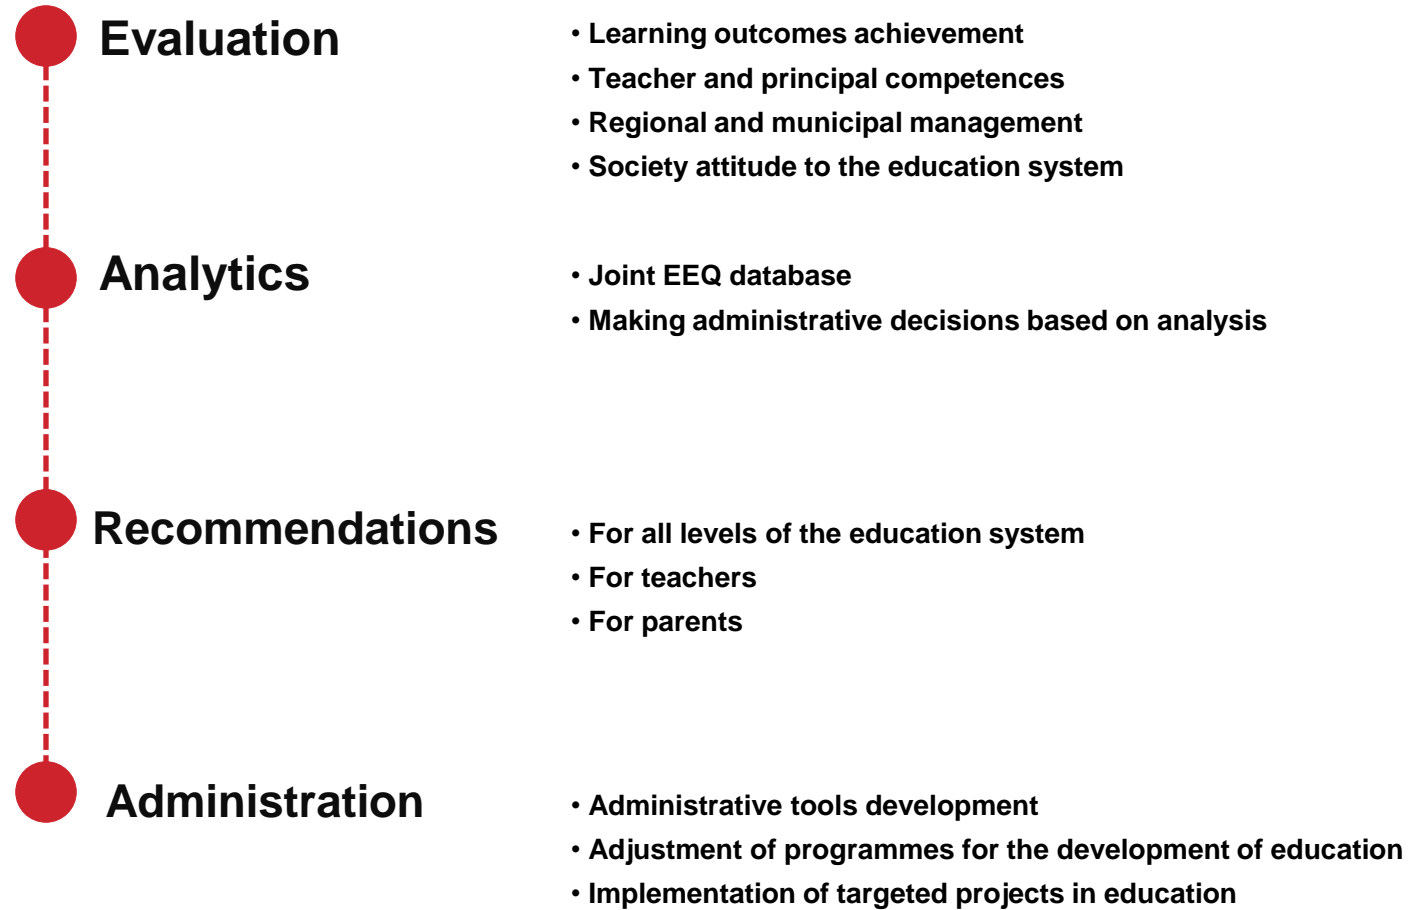 Evaluation
• Learning outcomes achievement
• Teacher and principal competences
• Regional and municipal management
• Society attitude to the education system
Analytics
• Joint EEQ database
• Making administrative decisions based on analysis
Recommendations
• For all levels of the education system
• For teachers
• For parents
Administration
• Administrative tools development
• Adjustment of programmes for the development of education
• Implementation of targeted projects in education